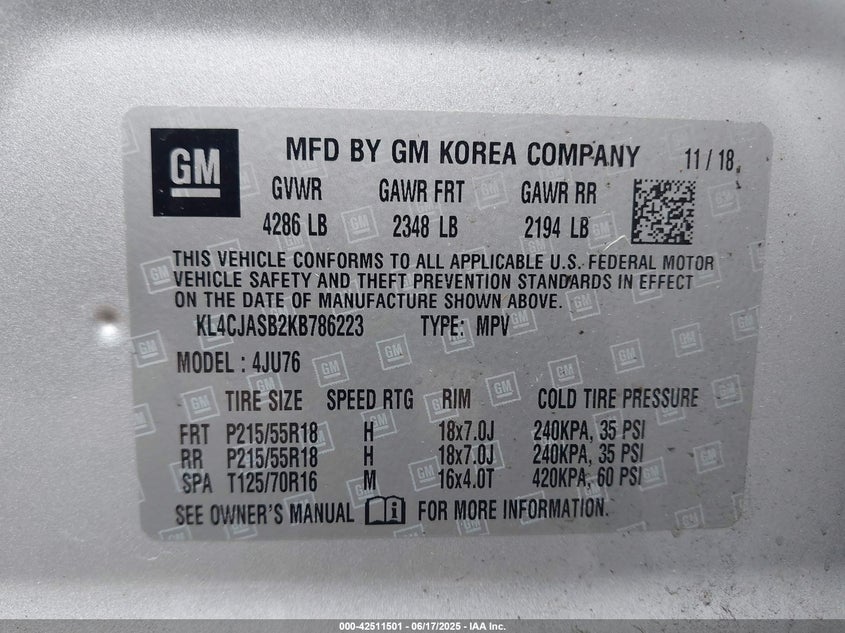 GM MFD BY GM KOREA COMPANY 11/18
GVWR GAWR FRT GAWR RR
4286 LB 2348 LB 2194 LB
THIS VEHICLE CONFORMS TO ALL APPLICABLE U.S. FEDERAL MOTOR
VEHICLE SAFETY AND THEFT PREVENTION STANDARDS IN EFFECT
ON THE DATE OF MANUFACTURE SHOWN ABOVE.
KL4CJASB2KB786223 TYPE: MPV
MODEL : 4JU76
TIRE SIZE SPEED RTG RIM COLD TIRE PRESSURE
FRT P215/55R18 H 18x7.0J 240KPA, 35 PSI
RR P215/55R18 H 18x7.0J 240KPA, 35 PSI
SPA T125/70R16 M 16x4.0T 420KPA, 60 PSI
SEE OWNER'S MANUAL i FOR MORE INFORMATION.
000-42511501 - 06/17/2025 - IAA Inc.